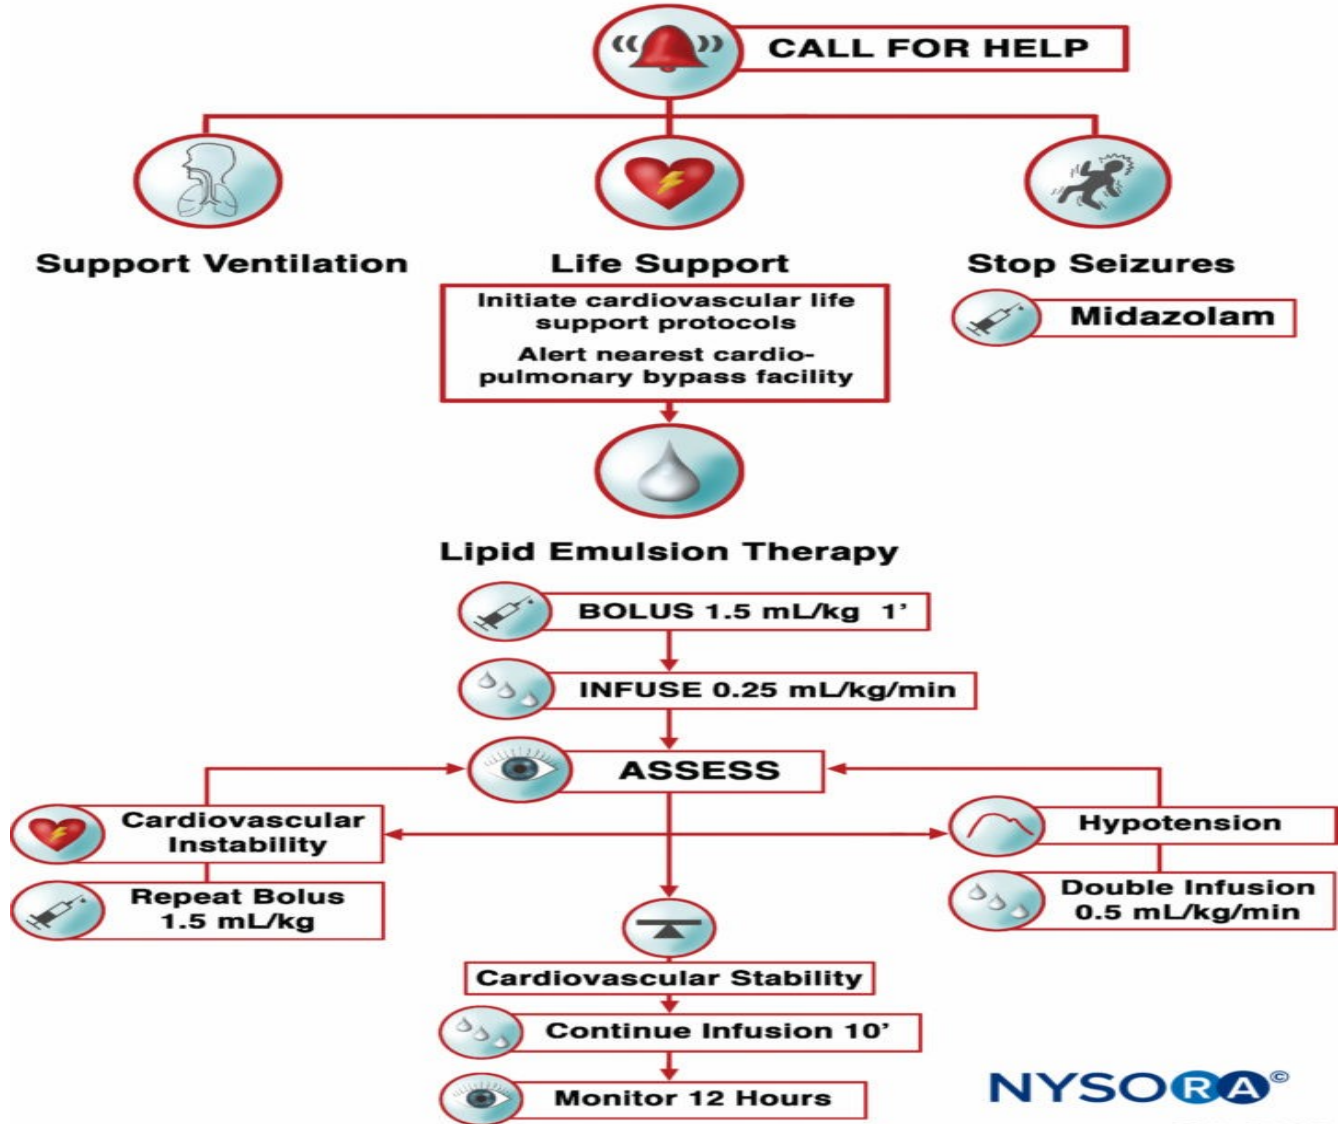 CALL FOR HELP
Support Ventilation
Life Support
Stop Seizures
Initiate cardiovascular life
support protocols
Alert nearest cardio-
pulmonary bypass facility
Midazolam
Lipid Emulsion Therapy
BOLUS 1.5 mL/kg 1’
INFUSE 0.25 mL/kg/min
ASSESS
Cardiovascular
Instability
Hypotension
Repeat Bolus
1.5 mL/kg
Double Infusion
0.5 mL/kg/min
Cardiovascular Stability
Continue Infusion 10’
Monitor 12 Hours
NYSORA©